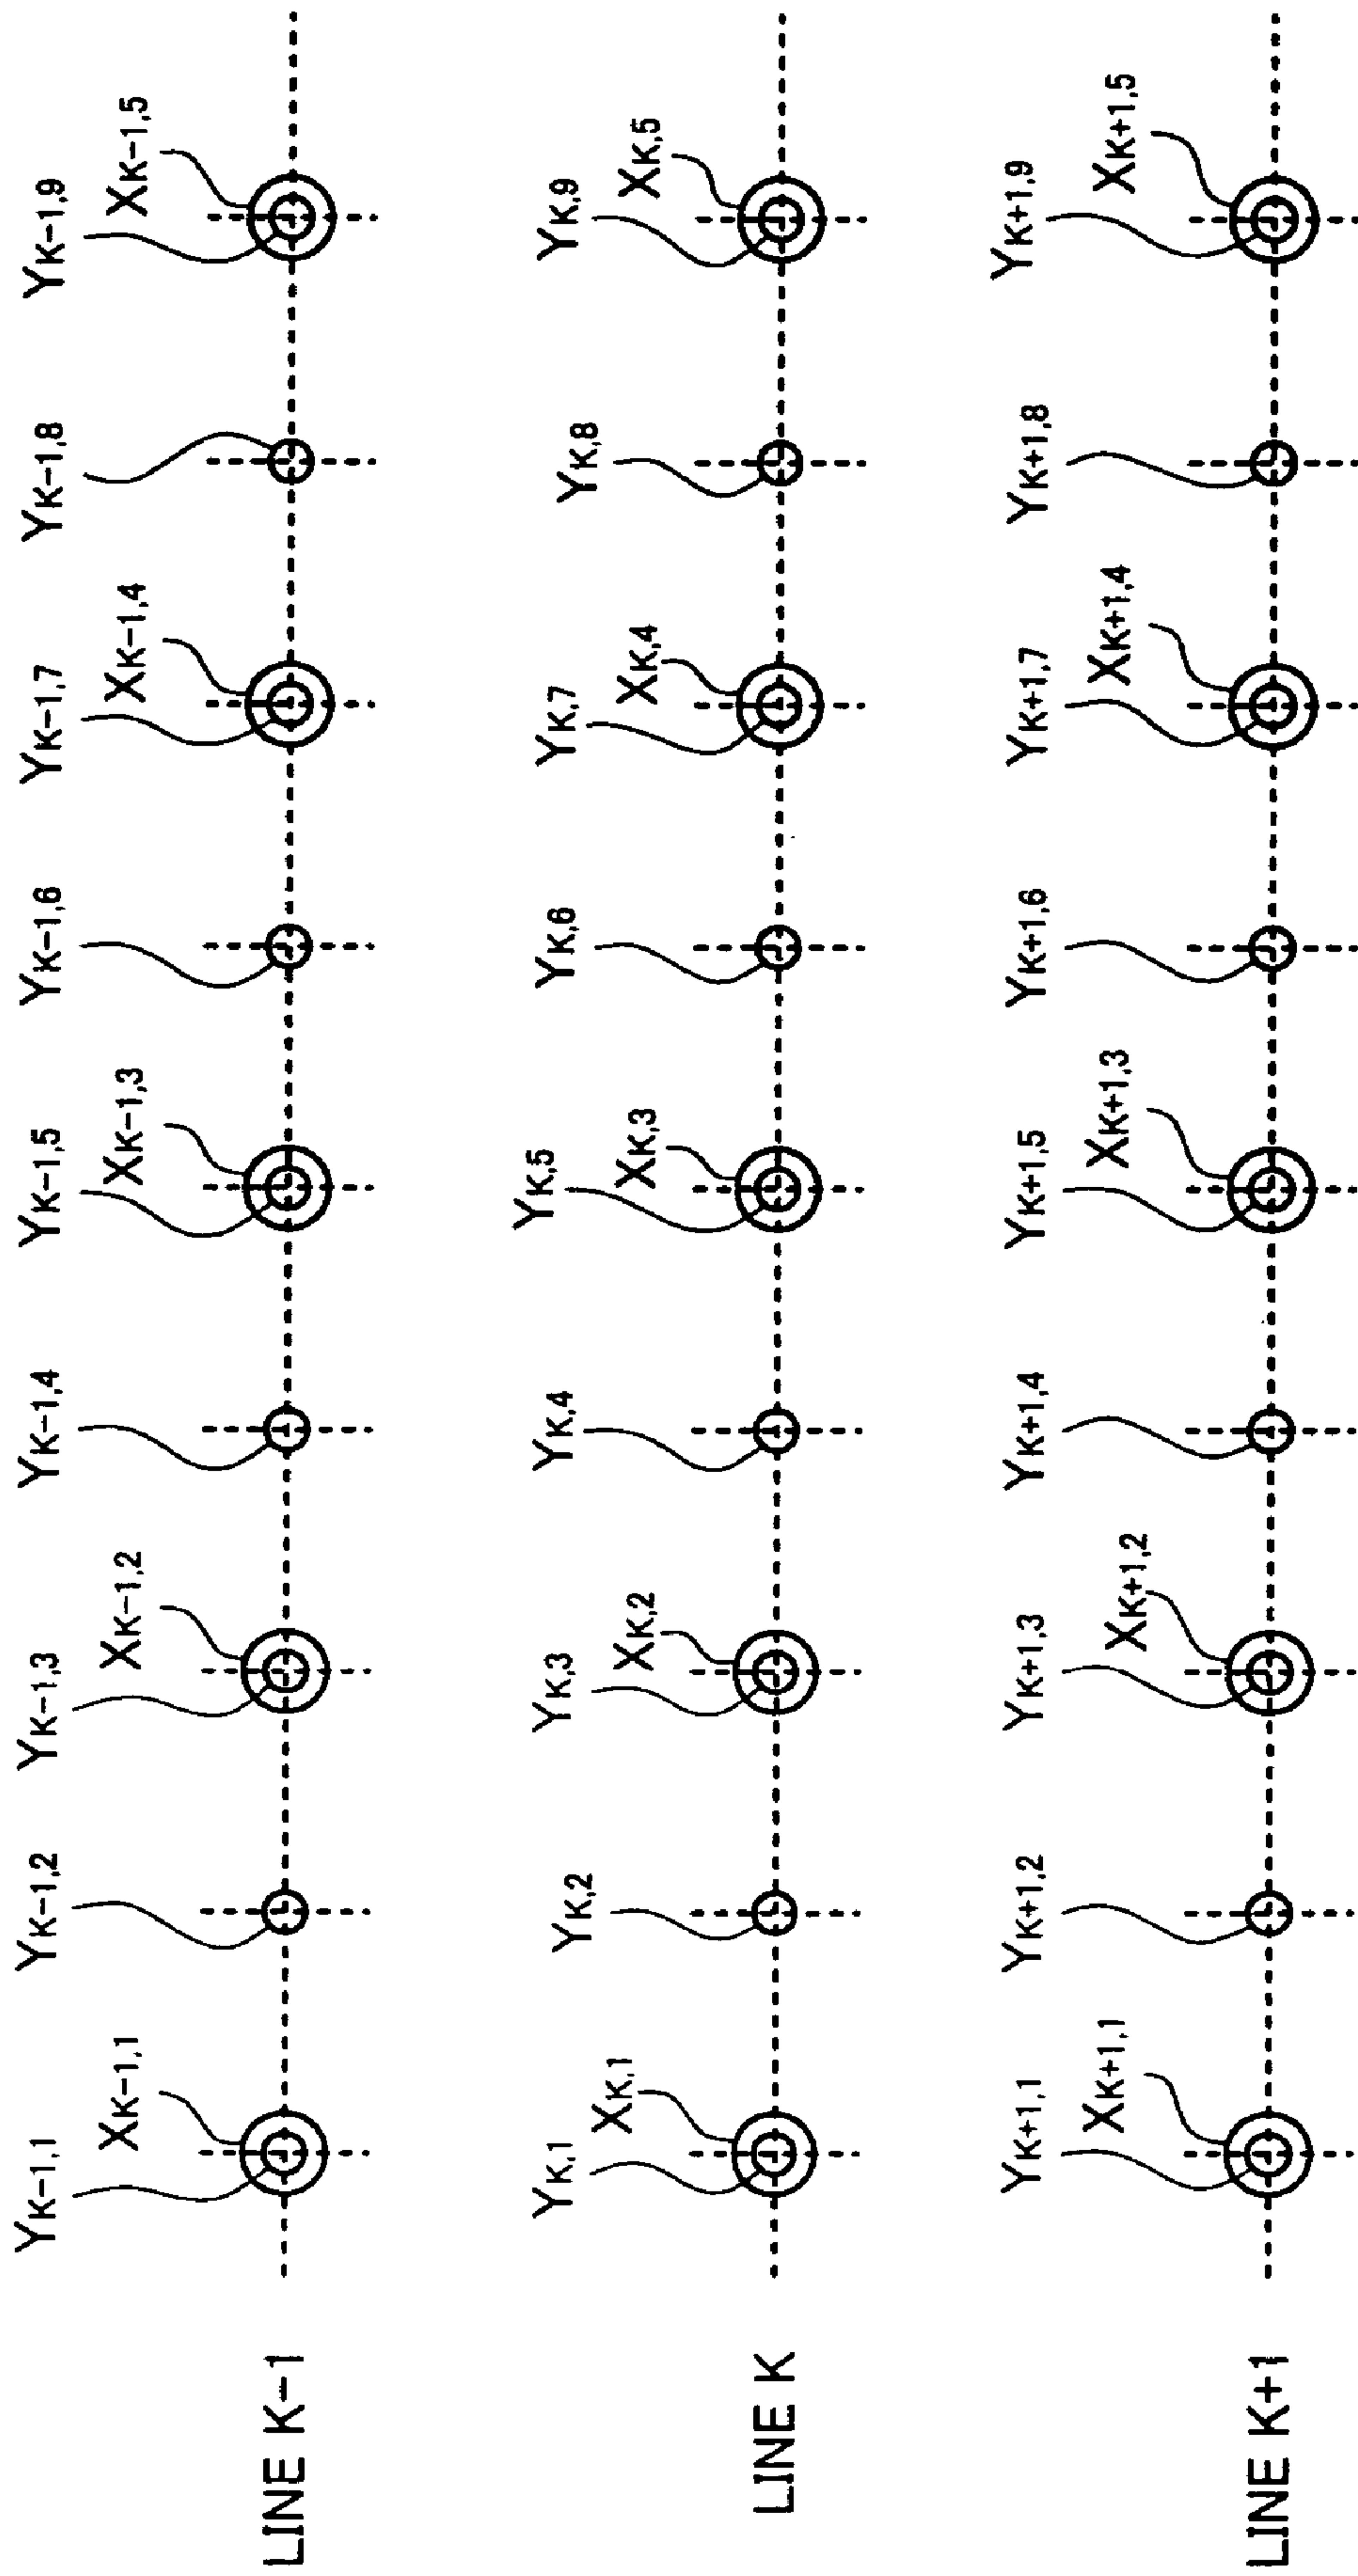 LINE K-1
YK-1,1
XK-1,1
YK-1,2
YK-1,3
XK-1,2
YK-1,4
YK-1,5
XK-1,3
YK-1,6
YK-1,7
XK-1,4
YK-1,8
YK-1,9
XK-1,5
LINE K
YK,1
XK,1
YK,2
YK,3
XK,2
YK,4
YK,5
XK,3
YK,6
YK,7
XK,4
YK,8
YK,9
XK,5
LINE K+1
YK+1,1
XK+1,1
YK+1,2
YK+1,3
XK+1,2
YK+1,4
YK+1,5
XK+1,3
YK+1,6
YK+1,7
XK+1,4
YK+1,8
YK+1,9
XK+1,5